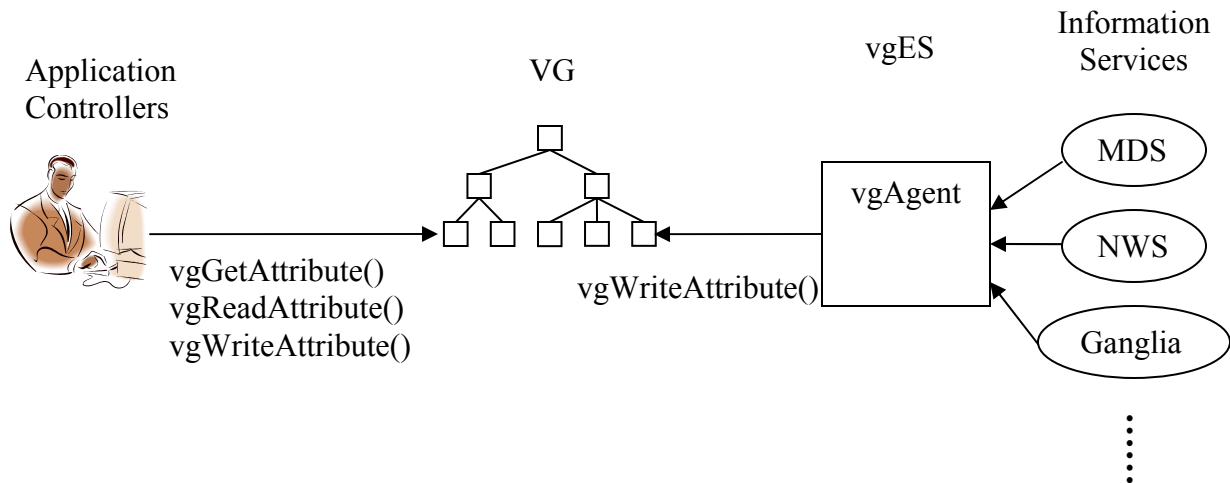 Application
Controllers
VG
vgES
Information
Services
vgGetAttribute()
vgReadAttribute()
vgWriteAttribute()
vgWriteAttribute()
vgAgent
MDS
NWS
Ganglia